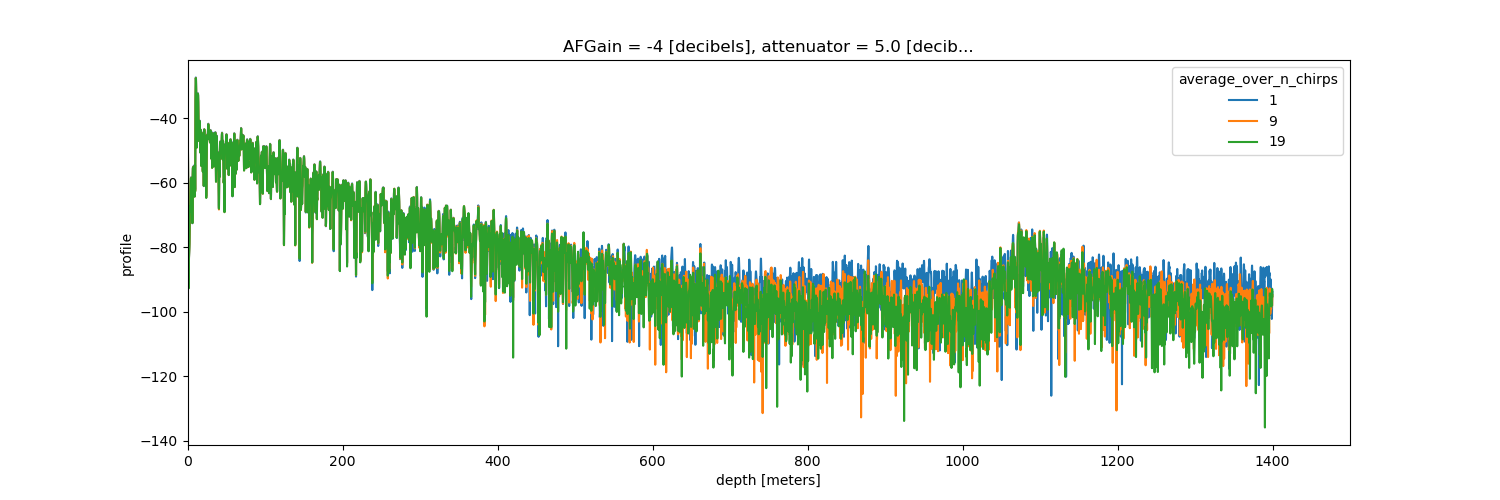 AFGain = -4 [decibels], attenuator = 5.0 [decib...
average_over_n_chirps
1
9
19
profile
−40
−60
−80
−100
−120
−140
0 200 400 600 800 1000 1200 1400
depth [meters]